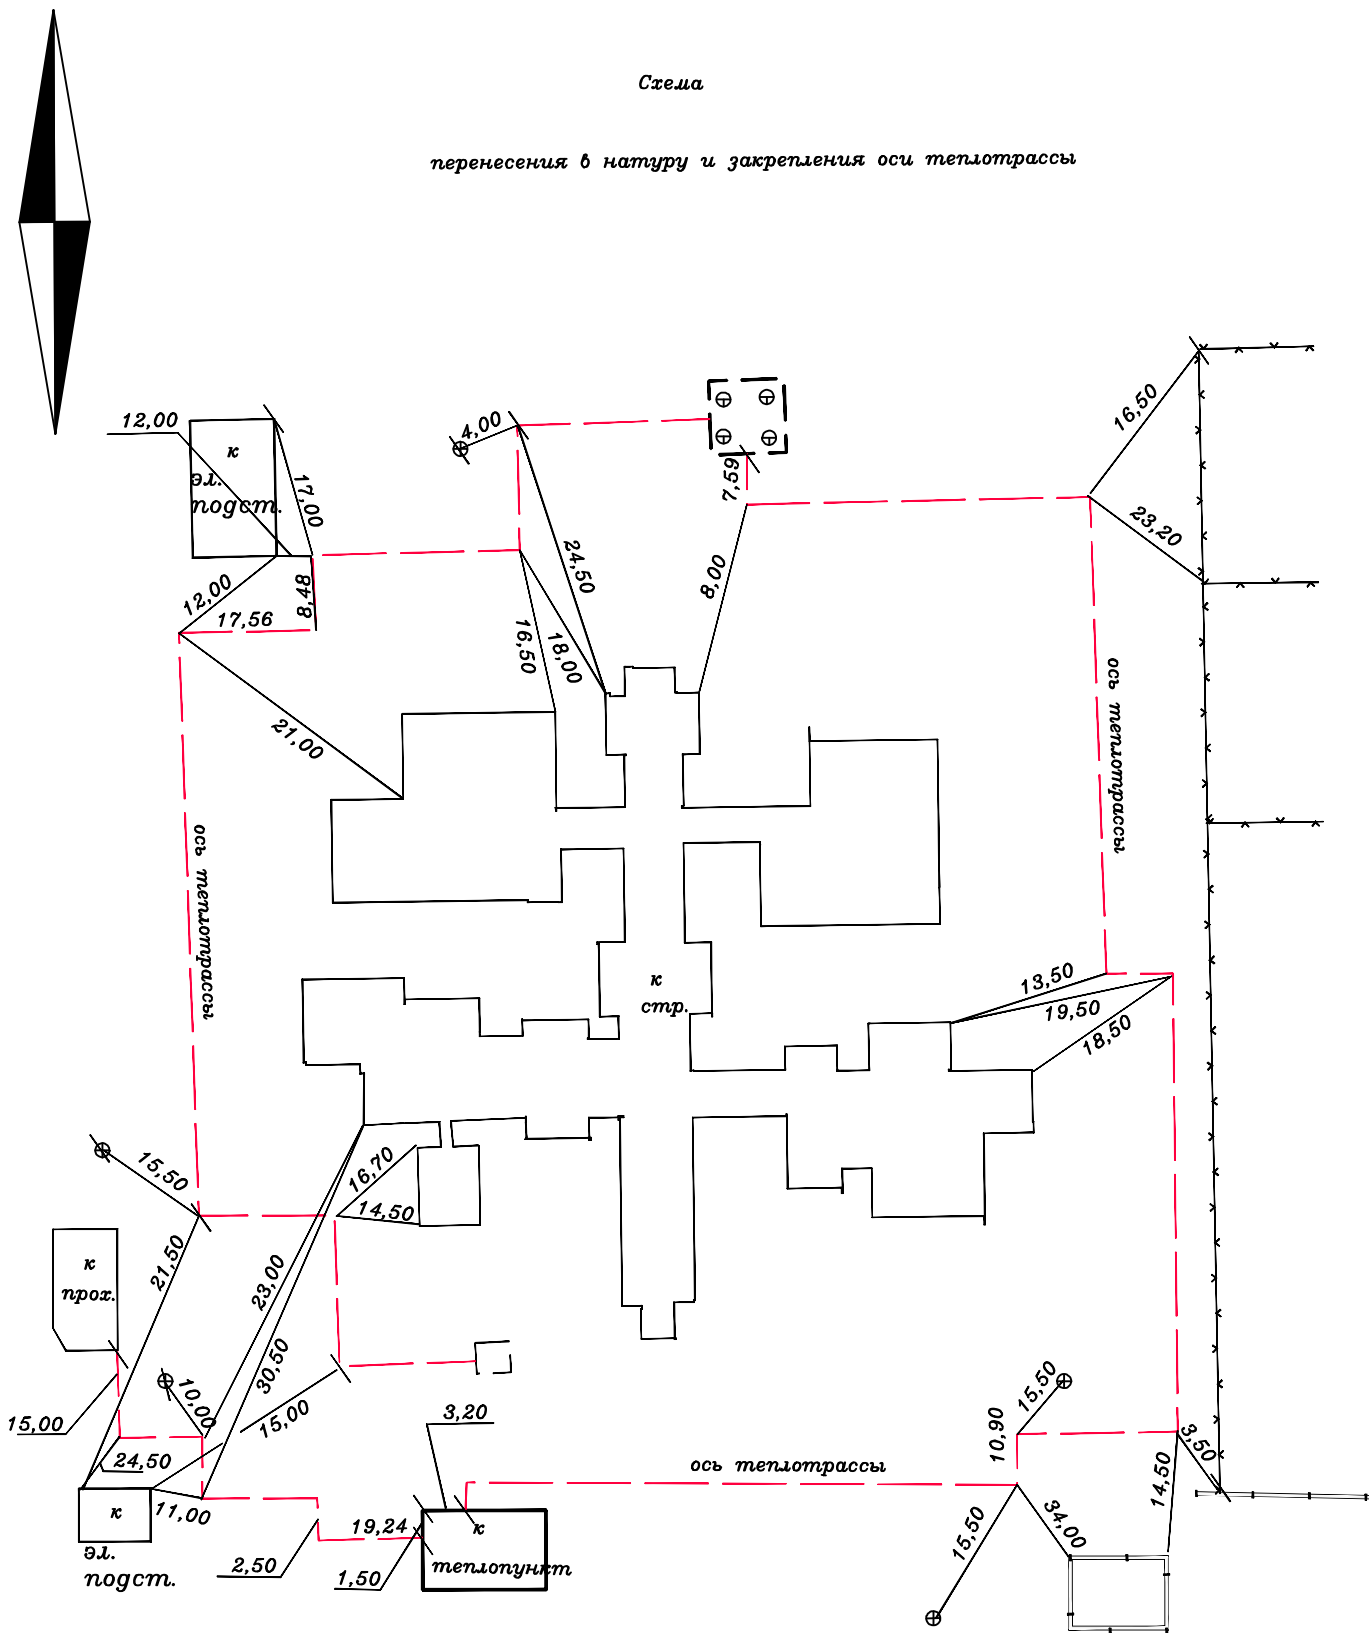 Схема
перенесения в натуру и закрепления оси теплотрассы
12,00
к
эл.
подст.
17,00
4,00
7,59
16,50
23,20
12,00
17,56
8,48
24,50
16,50
18,00
8,00
21,00
ось теплотрассы
ось теплотрассы
к
стр.
13,50
19,50
18,50
15,50
16,70
14,50
21,50
23,00
к
прох.
30,50
15,00
10,00
15,00
24,50
3,20
к
эл.
подст.
11,00
2,50
19,24
1,50
к
теплопункт
ось теплотрассы
10,90
15,50
3,50
14,50
15,50
34,00